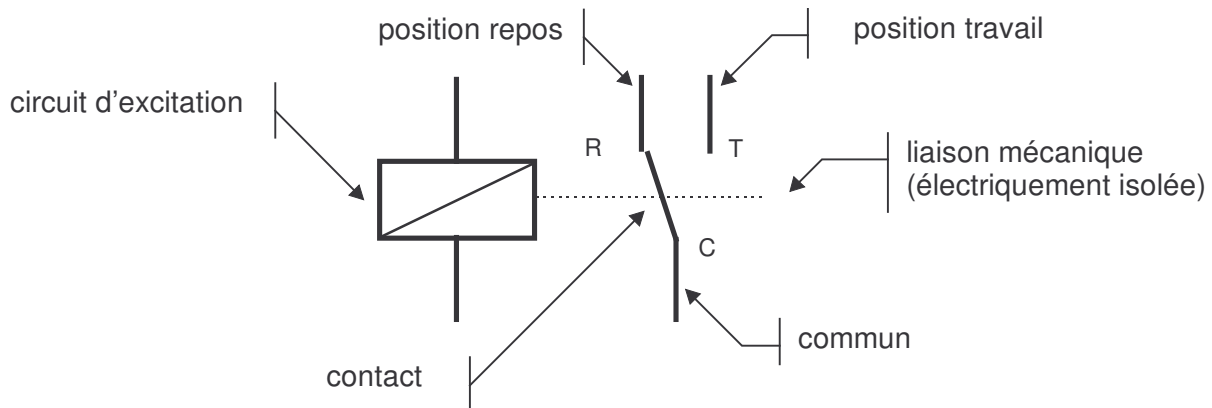 position repos
position travail
circuit d'excitation
R
T
liaison mécanique
(électriquement isolée)
C
commun
contact